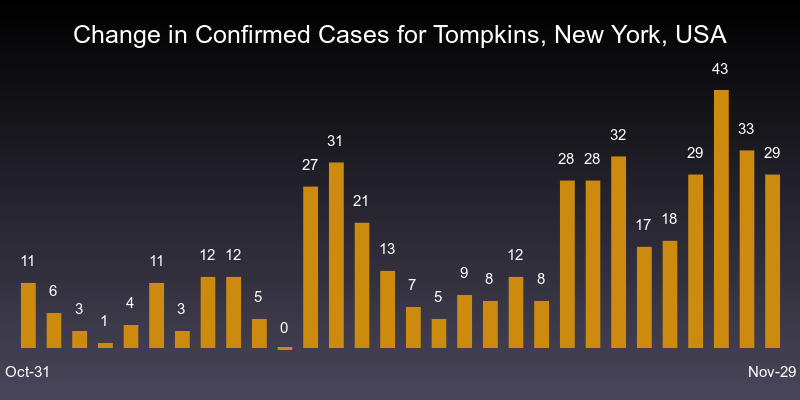 Change in Confirmed Cases for Tompkins, New York, USA
11 6 3 1 4 11 3 12 12 5 0 27 31 21 13 7 5 9 8 12 8 28 28 32 17 18 29 43 33 29
Oct-31 Nov-29